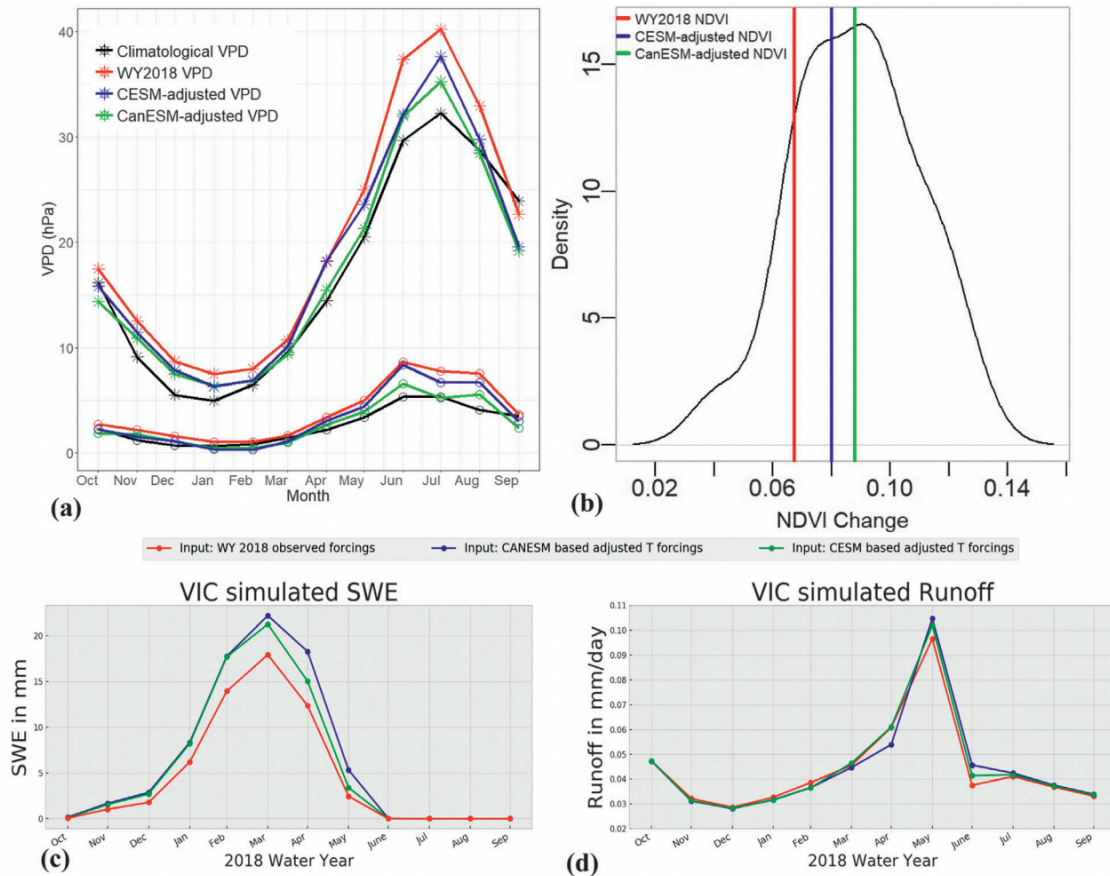 40
30
20
10
0
VPD (hPa)
Climatological VPD
WY2018 VPD
CESM-adjusted VPD
CanESM-adjusted VPD
Oct Nov Dec Jan Feb Mar Apr May Jun Jul Aug Sep
Month
(a)
15
10
5
0
Density
WY2018 NDVI
CESM-adjusted NDVI
CanESM-adjusted NDVI
0.02 0.06 0.10 0.14
NDVI Change
(b)
Input: WY 2018 observed forcings Input: CANESM based adjusted T forcings Input: CESM based adjusted T forcings
VIC simulated SWE
20
15
10
5
0
SWE in mm
Oct Nov Dec Jan Feb Mar Apr May June Jul Aug Sep
2018 Water Year
(c)
VIC simulated Runoff
0.11
0.10
0.09
0.08
0.07
0.06
0.05
0.04
0.03
0.02
Runoff in mm/day
Oct Nov Dec Jan Feb Mar Apr May June Jul Aug Sep
2018 Water Year
(d)